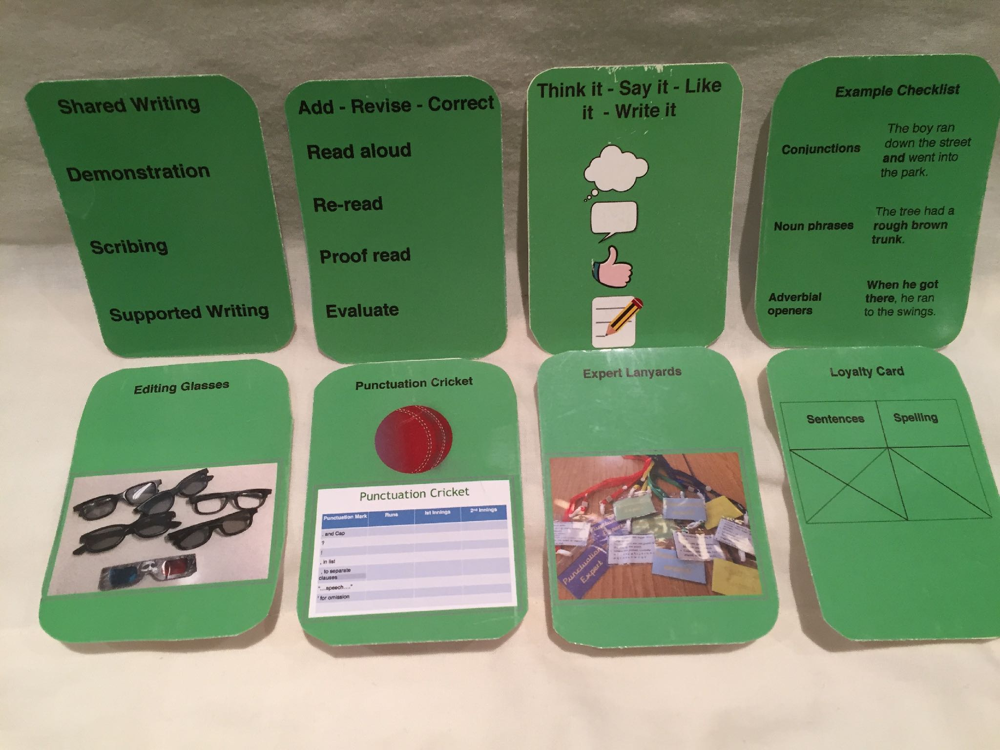 Shared Writing
Demonstration
Scribing
Supported Writing
Add - Revise - Correct
Read aloud
Re-read
Proof read
Evaluate
Think it - Say it - Like
it - Write it
Example Checklist
Conjunctions
The boy ran
down the street
and went into
the park.
Noun phrases
The tree had a
rough brown
trunk.
Adverbial
openers
When he got
there, he ran
to the swings.
Editing Glasses
Punctuation Cricket
Punctuation Cricket
Punctuation Mark Runs 1st Innings 2nd Innings
. and Cap
?
!
, in list
, to separate
clauses
"....speech...."
' for omission
Expert Lanyards
Punctuation
Expert
Loyalty Card
Sentences Spelling